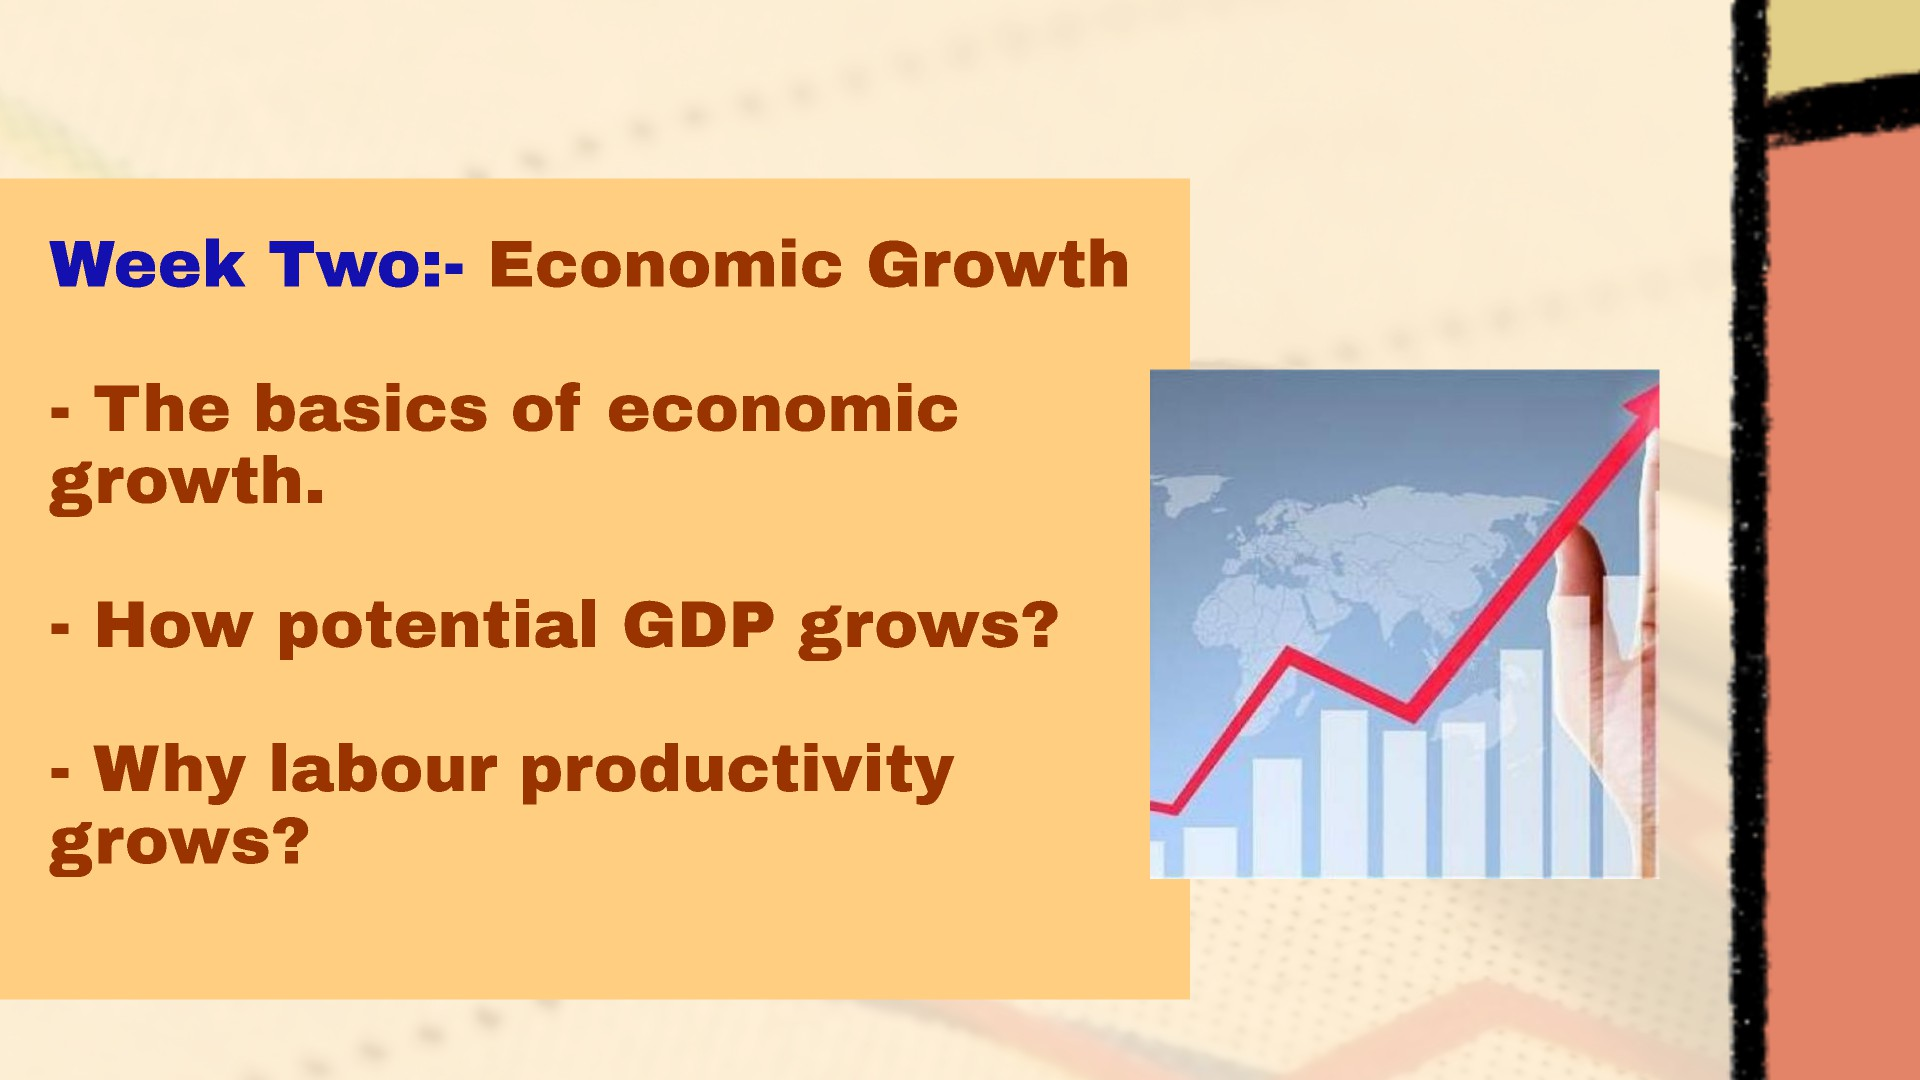 Week Two:- Economic Growth
- The basics of economic
growth.
- How potential GDP grows?
- Why labour productivity
grows?